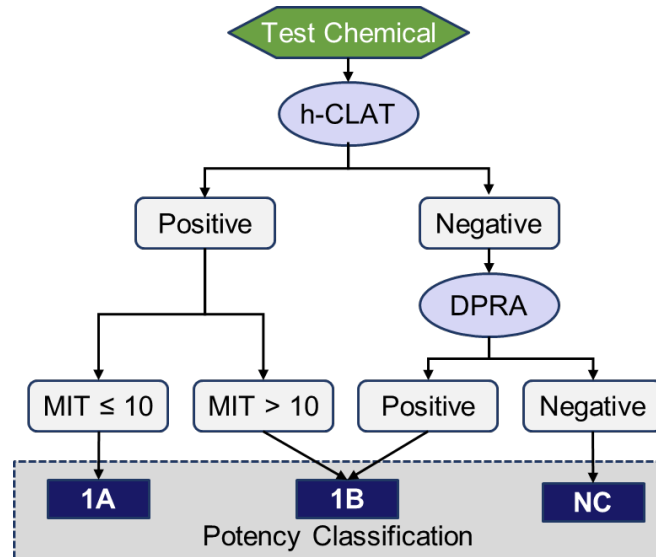 Test Chemical
h-CLAT
Positive
Negative
DPRA
MIT ≤ 10
MIT > 10
Positive
Negative
1A
1B
NC
Potency Classification